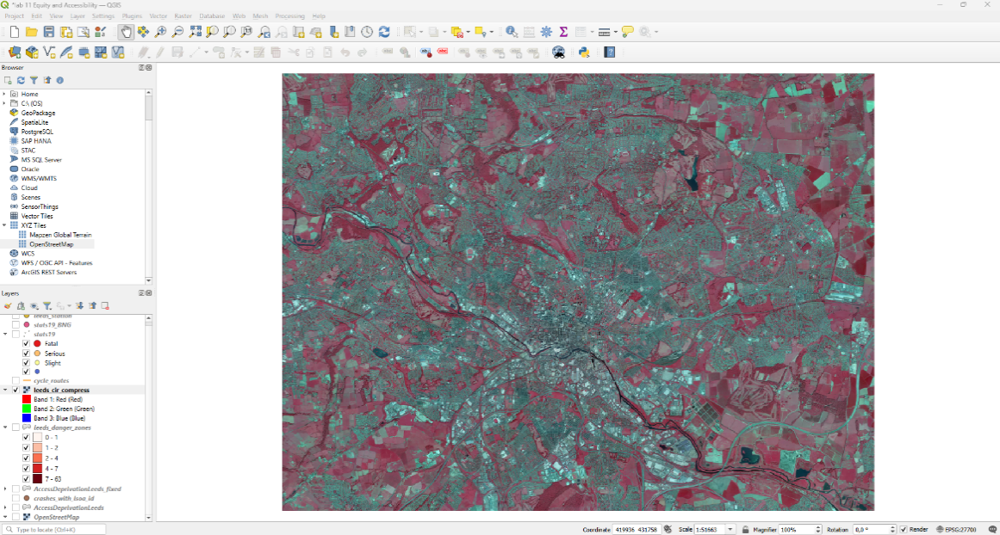 *lab 11 Equity and Accessibility — QGIS
Project Edit View Layer Settings Plugins Vector Raster Database Web Mesh Processing Help
Browser
Home
C:\ (OS)
GeoPackage
SpatiaLite
PostgreSQL
SAP HANA
STAC
MS SQL Server
Oracle
WMS/WMTS
Cloud
Scenes
SensorThings
Vector Tiles
XYZ Tiles
Mapzen Global Terrain
OpenStreetMap
WCS
WFS / OGC API - Features
ArcGIS REST Servers
Layers
stats19_BNG
stats19
Fatal
Serious
Slight
cycle_routes
leeds_cir_compress
Band 1: Red (Red)
Band 2: Green (Green)
Band 3: Blue (Blue)
leeds_danger_zones
0 - 1
1 - 2
2 - 4
4 - 7
7 - 63
AccessDeprivationLeeds_fixed
crashes_with_lsoa_id
AccessDeprivationLeeds
OpenStreetMap
Type to locate (Ctrl+K) Coordinate 419936 431758 Scale 1:51663 Magnifier 100% Rotation 0,0 ° Render EPSG:27700